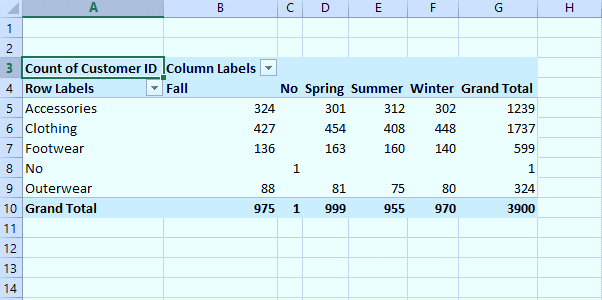 A B C D E F G H
1
2
3 Count of Customer ID Column Labels
4 Row Labels Fall No Spring Summer Winter Grand Total
5 Accessories 324 301 312 302 1239
6 Clothing 427 454 408 448 1737
7 Footwear 136 163 160 140 599
8 No 1 1
9 Outerwear 88 81 75 80 324
10 Grand Total 975 1 999 955 970 3900
11
12
13
14